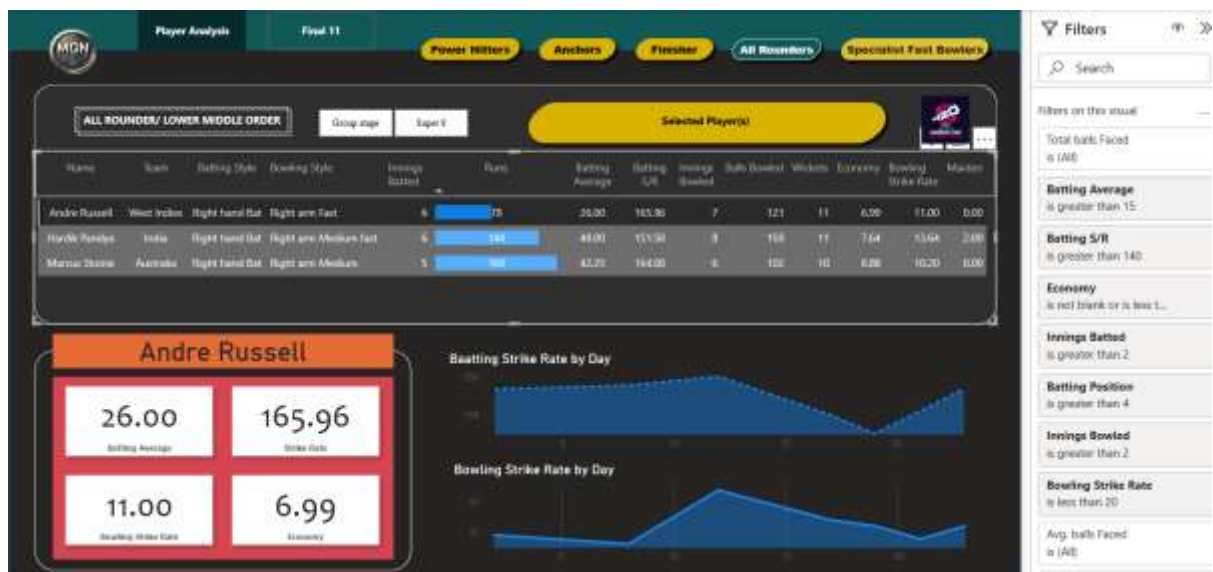 Player Analysis
Final 11
MGN
Power Hitters
Anchors
Finisher
All Rounders
Specialist Fast Bowlers
ALL ROUNDER/ LOWER MIDDLE ORDER
Group stage
Super 8
Selected Player(s)
Name Team Batting Style Bowling Style Innings Batted Runs Batting Average Batting S/R Innings Bowled Balls Bowled Wickets Economy Bowling Strike Rate Maiden
Andre Russell West Indies Right hand Bat Right arm Fast 6 78 26.00 165.96 7 121 11 6.99 11.00 0.00
Hardik Pandya India Right hand Bat Right arm Medium fast 6 48.00 151.58 8 150 11 7.64 13.64 2.00
Marcus Stoinis Australia Right hand Bat Right arm Medium 5 169 164.08 102 10 8.88 10.20 0.00
Andre Russell
26.00
Batting Average
165.96
Strike Rate
11.00
Bowling Strike Rate
6.99
Economy
Baatting Strike Rate by Day
Bowling Strike Rate by Day
Filters
Search
Filters on this visual
...
Total balls Faced
is (All)
Batting Average
is greater than 15
Batting S/R
is greater than 140
Economy
is not blank or is less t...
Innings Batted
is greater than 2
Batting Position
is greater than 4
Innings Bowled
is greater than 2
Bowling Strike Rate
is less than 20
Avg. balls Faced
is (All)